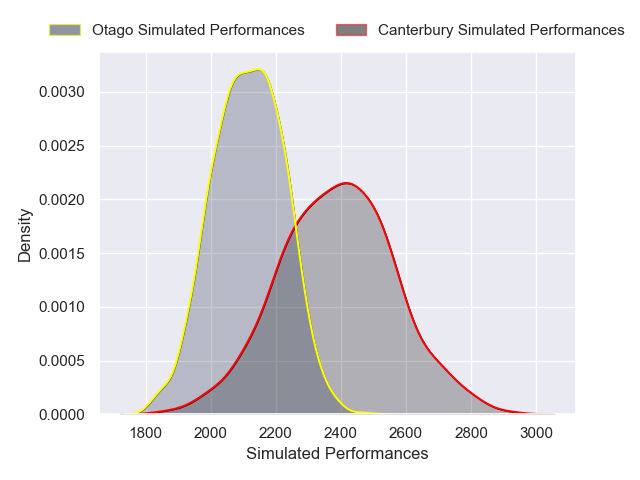 Otago Simulated Performances Canterbury Simulated Performances
0.0030
0.0025
0.0020
0.0015
0.0010
0.0005
0.0000
Density
1800 2000 2200 2400 2600 2800 3000
Simulated Performances